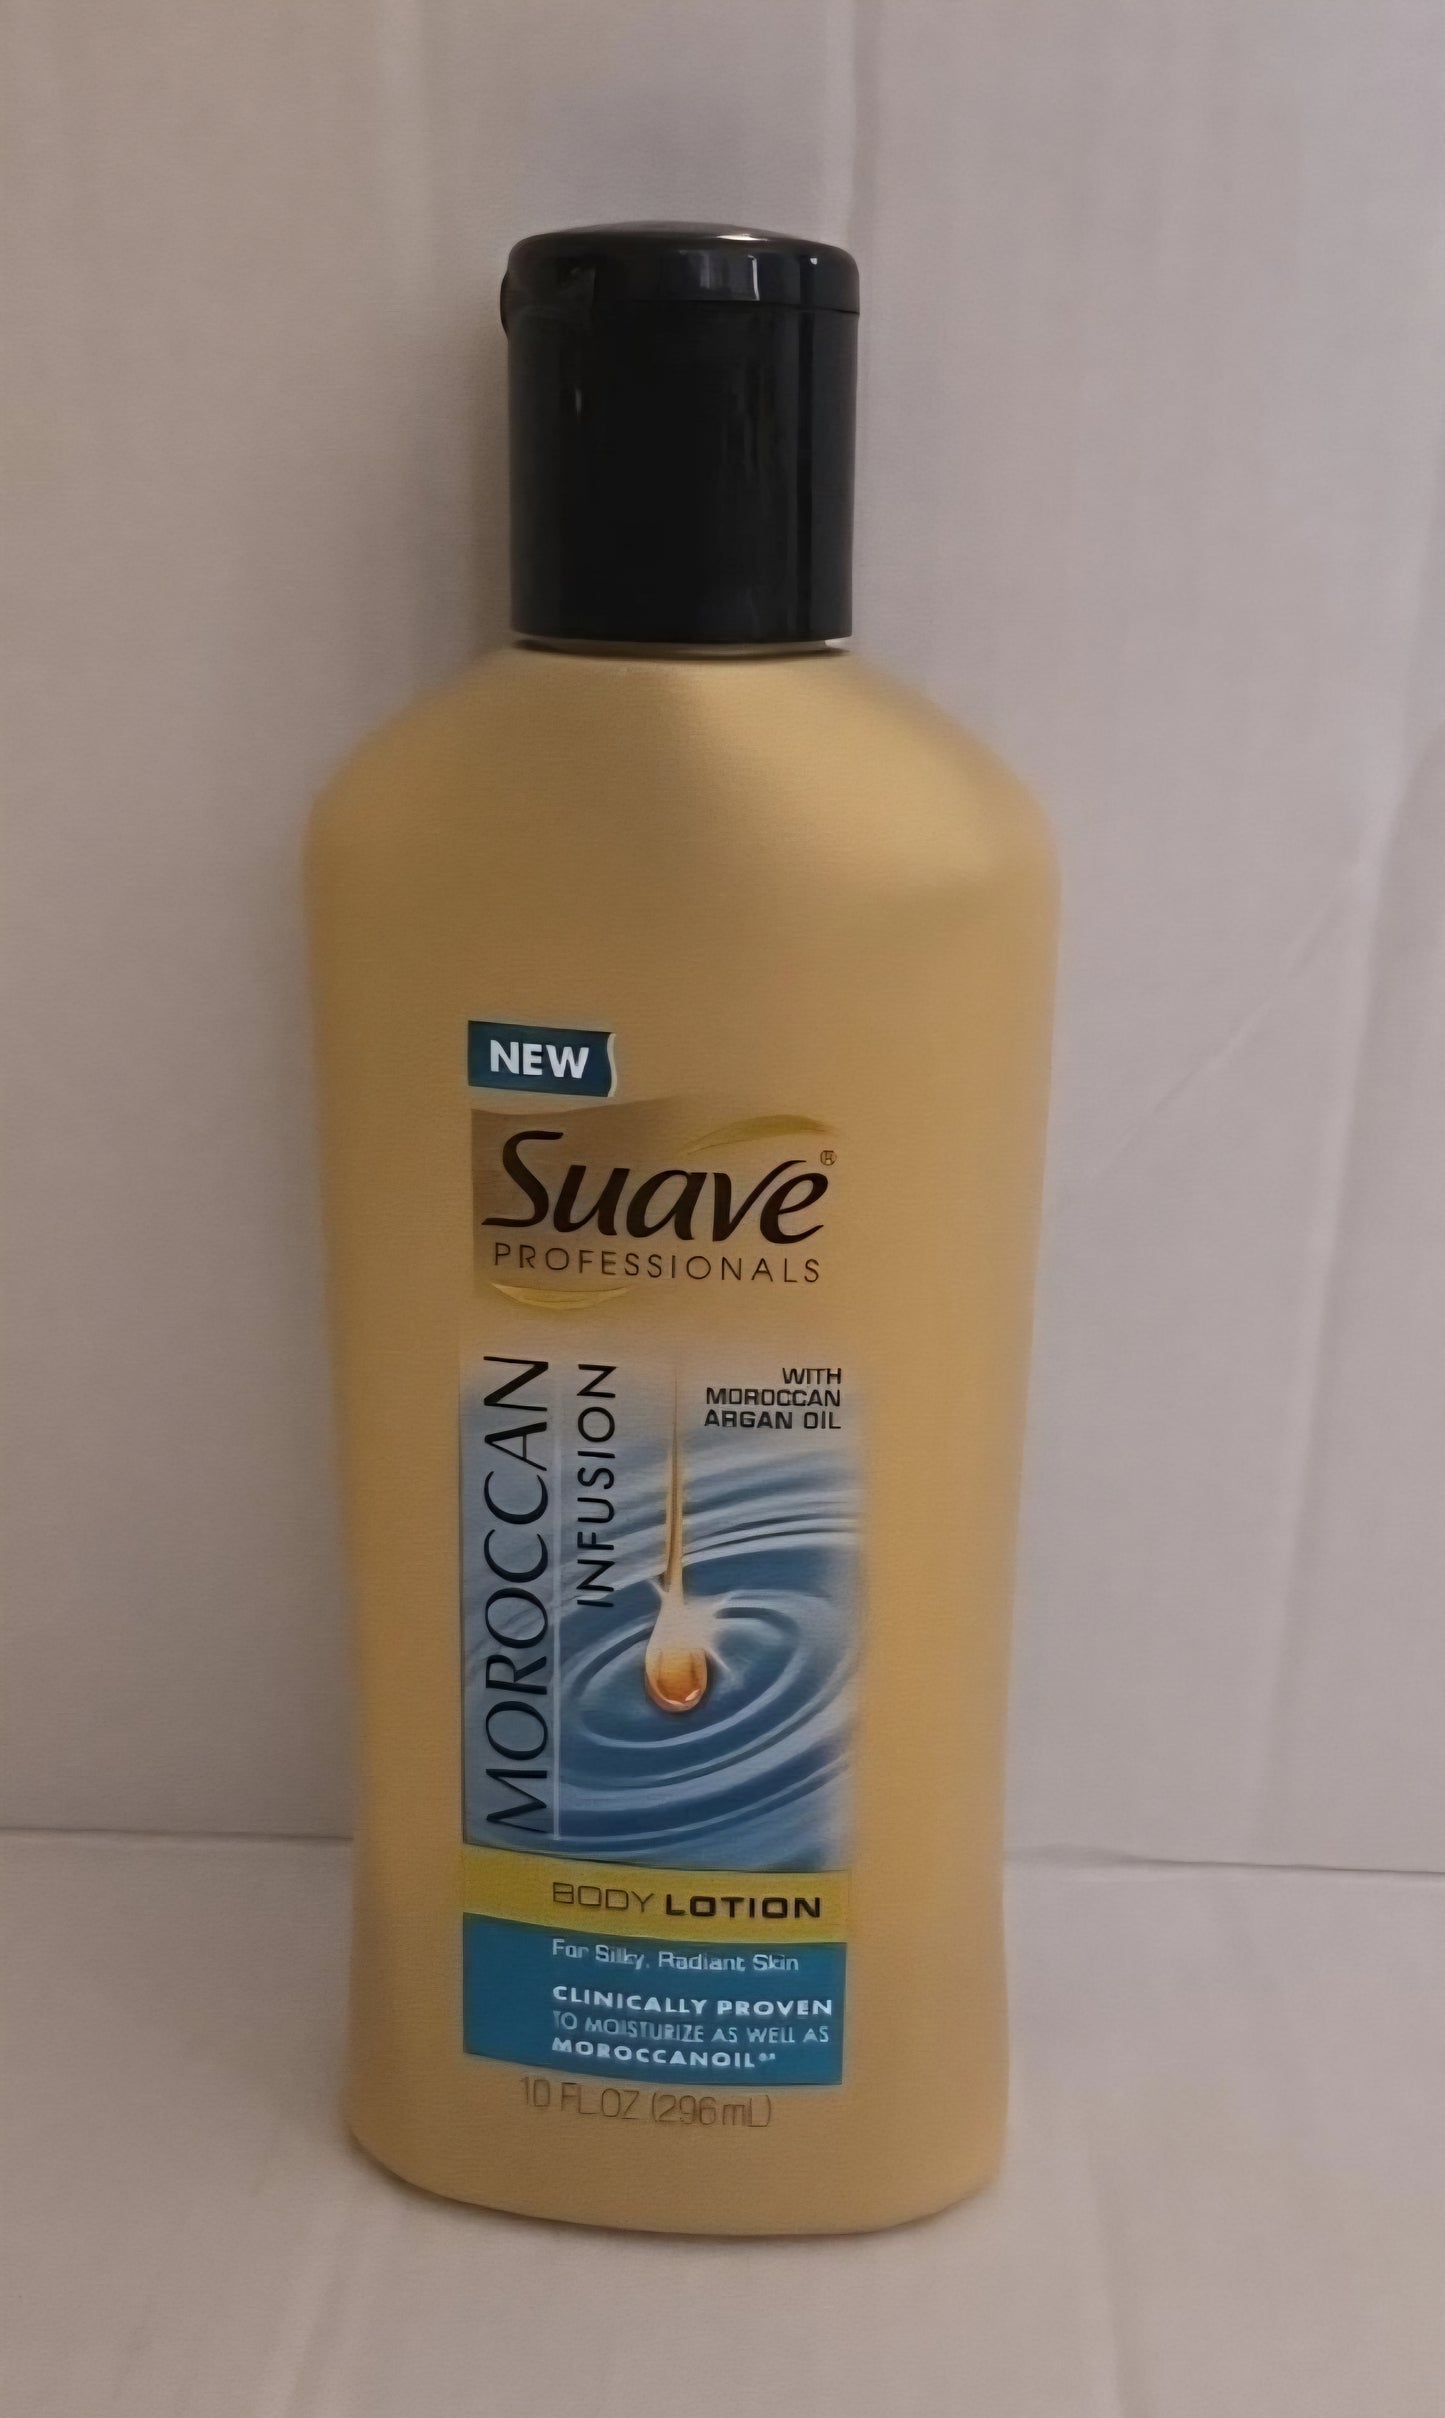 NEW
Suave®
PROFESSIONALS
MOROCCAN
INFUSION
WITH
MOROCCAN
ARGAN OIL
BODY LOTION
For Silky, Radiant Skin
CLINICALLY PROVEN
TO MOISTURIZE AS WELL AS
MOROCCANOIL
10 FL.OZ (296 mL)